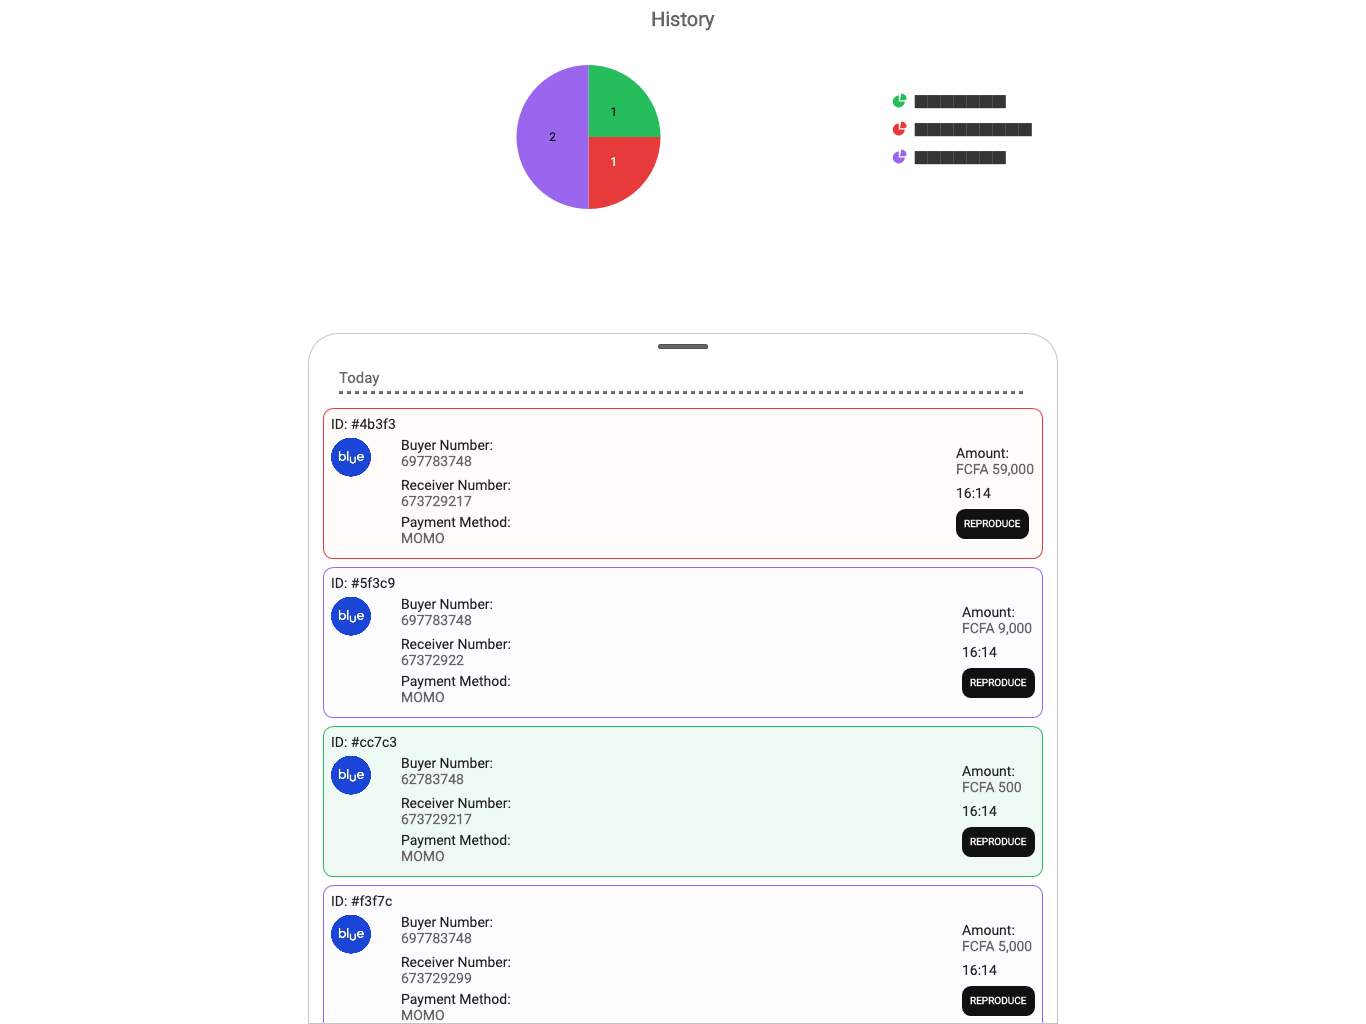 History
1
2
1
Today
ID: #4b3f3
blue
Buyer Number:
697783748
Receiver Number:
673729217
Payment Method:
MOMO
Amount:
FCFA 59,000
16:14
REPRODUCE
ID: #5f3c9
blue
Buyer Number:
697783748
Receiver Number:
67372922
Payment Method:
MOMO
Amount:
FCFA 9,000
16:14
REPRODUCE
ID: #cc7c3
blue
Buyer Number:
62783748
Receiver Number:
673729217
Payment Method:
MOMO
Amount:
FCFA 500
16:14
REPRODUCE
ID: #f3f7c
blue
Buyer Number:
697783748
Receiver Number:
673729299
Payment Method:
MOMO
Amount:
FCFA 5,000
16:14
REPRODUCE